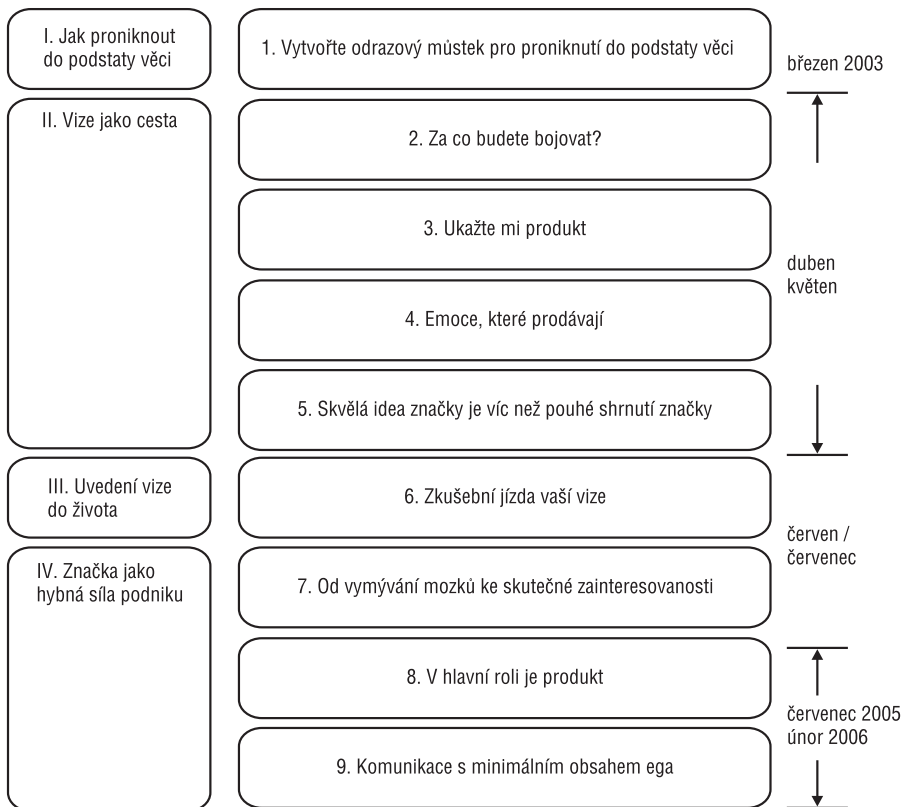 I. Jak proniknout
do podstaty věci
1. Vytvořte odrazový můstek pro proniknutí do podstaty věci
březen 2003
II. Vize jako cesta
2. Za co budete bojovat?
3. Ukažte mi produkt
duben
květen
4. Emoce, které prodávají
5. Skvělá idea značky je víc než pouhé shrnutí značky
III. Uvedení vize
do života
6. Zkušební jízda vaší vize
červen /
červenec
IV. Značka jako
hybná síla podniku
7. Od vymývání mozků ke skutečné zainteresovanosti
8. V hlavní roli je produkt
červenec 2005
únor 2006
9. Komunikace s minimálním obsahem ega